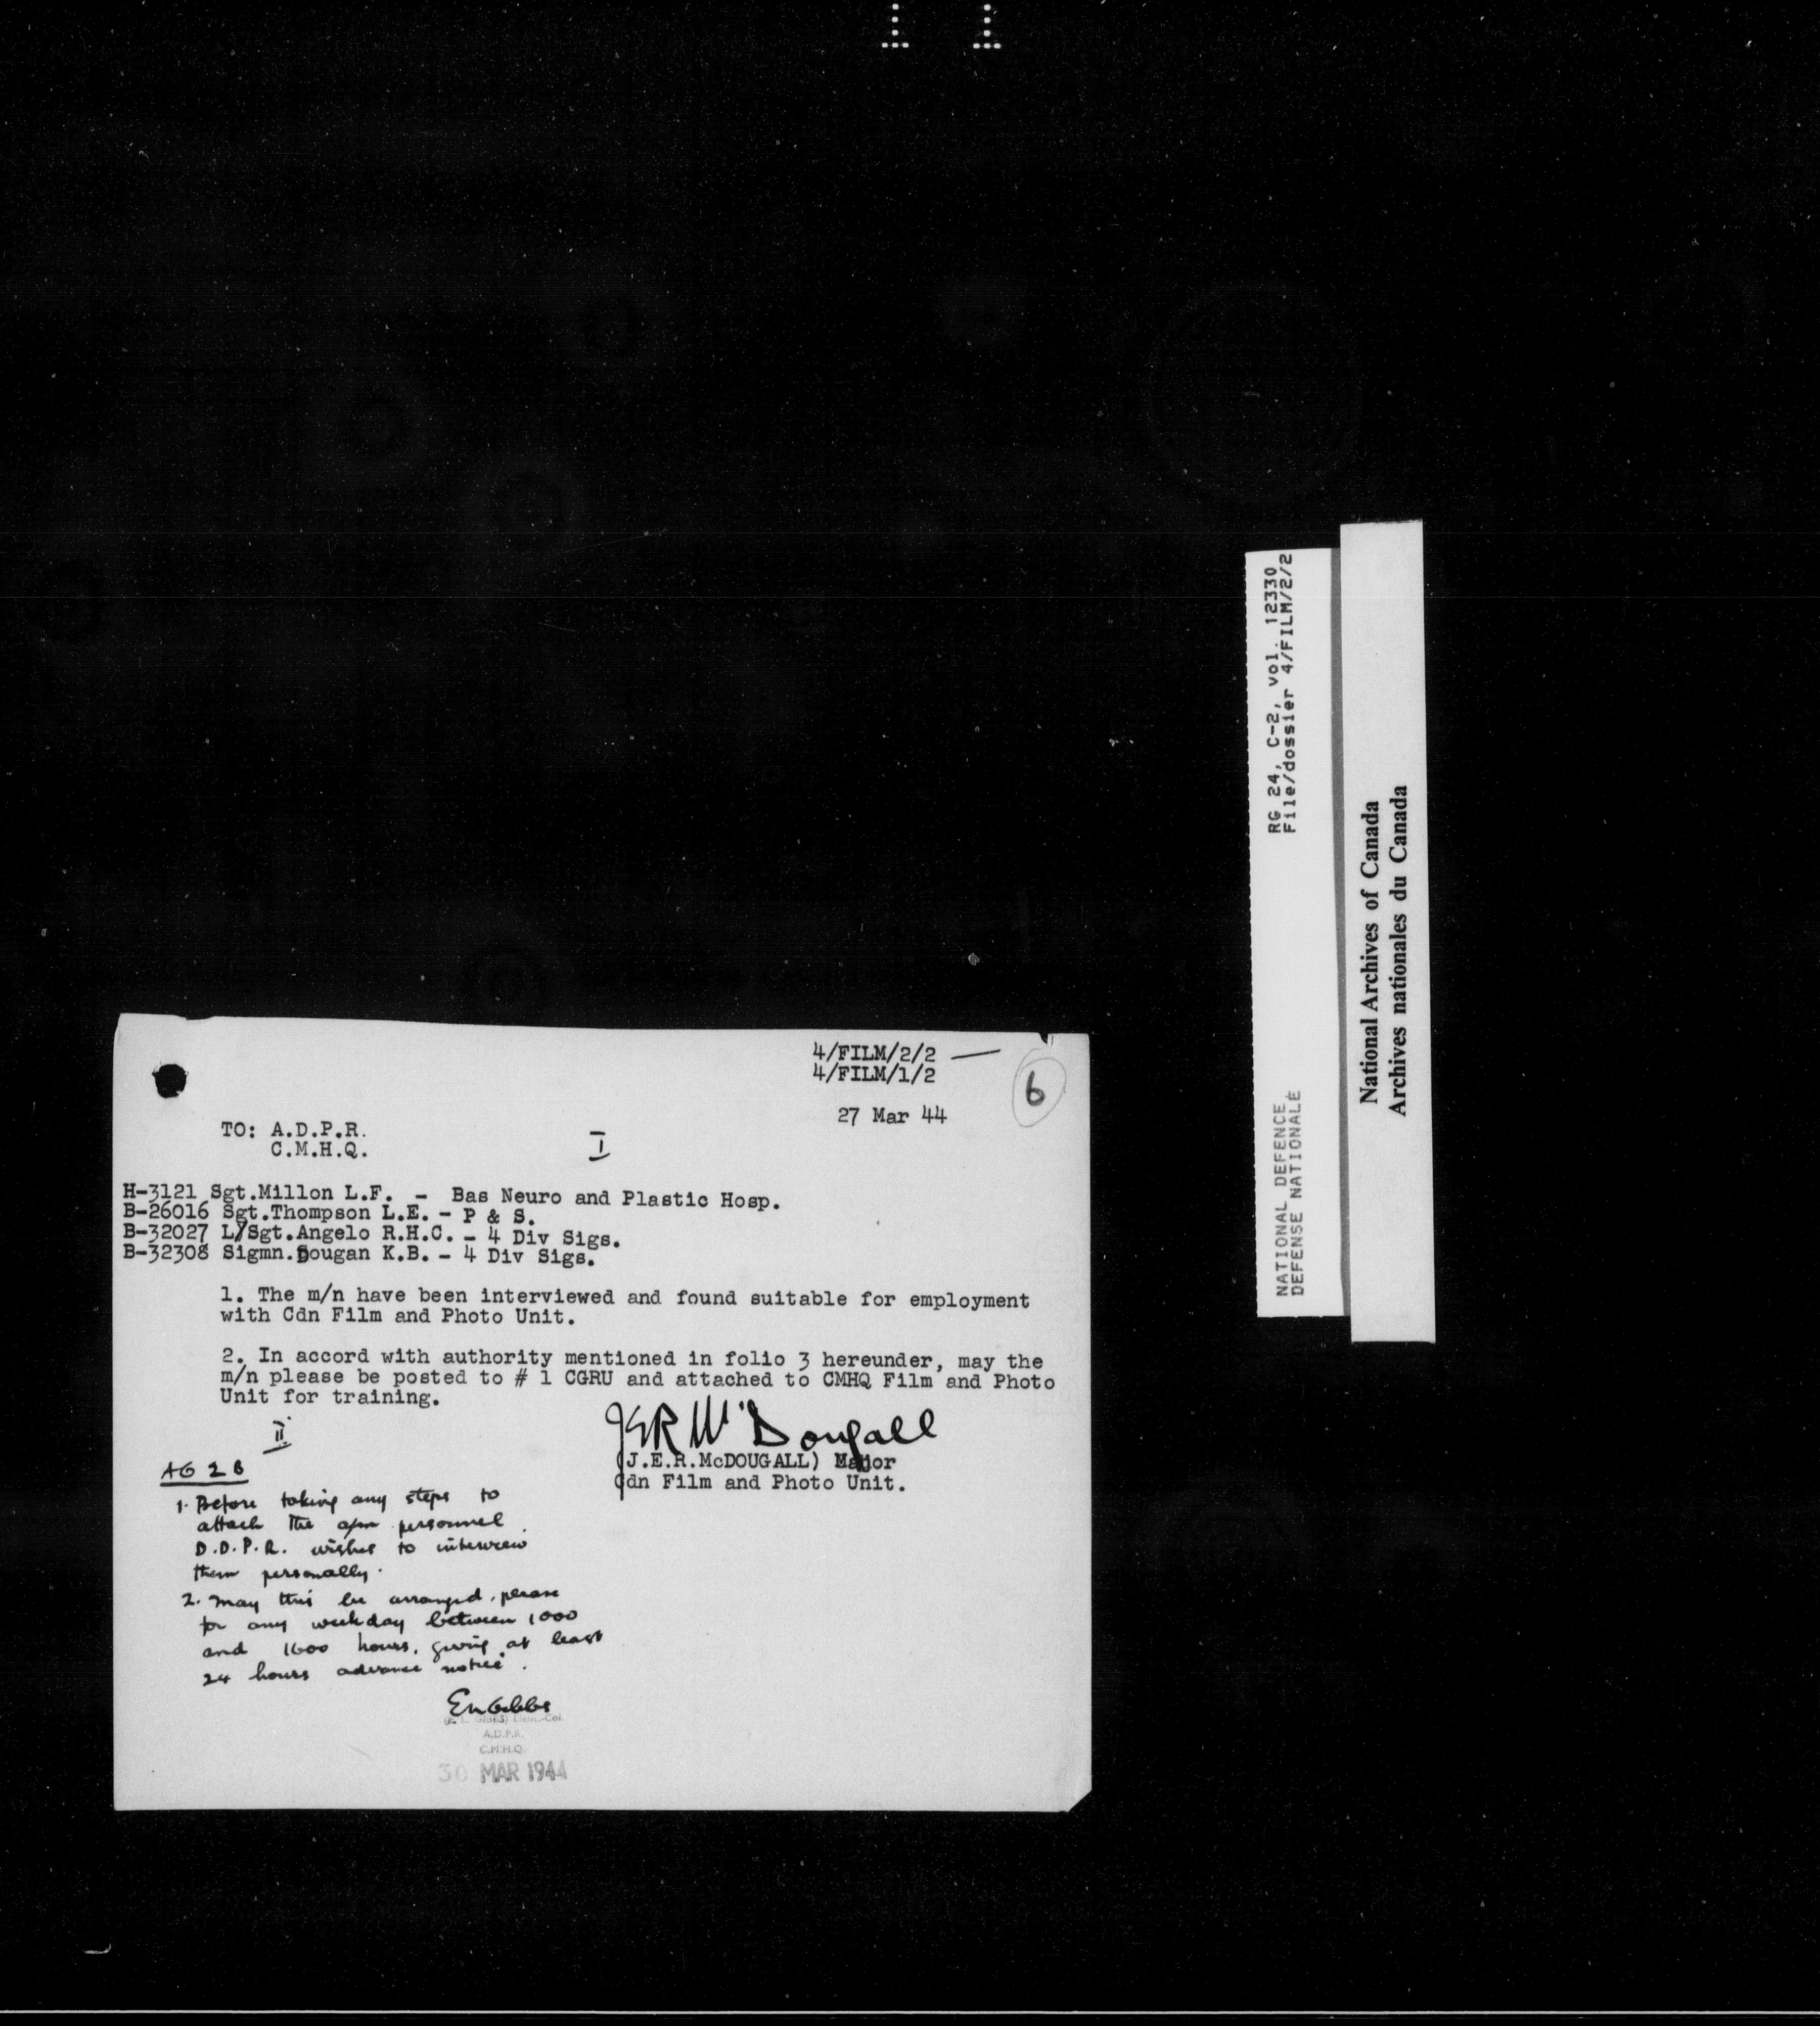 4/FILM/2/2 —
4/FILM/1/2
6
27 Mar 44
TO: A.D.P.R.
C.M.H.Q.
I
H-3121 Sgt.Millon L.F. - Bas Neuro and Plastic Hosp.
B-26016 Sgt.Thompson L.E. - P & S.
B-32027 L/Sgt.Angelo R.H.C. - 4 Div Sigs.
B-32308 Sigmn.Dougan K.B. - 4 Div Sigs.
1. The m/n have been interviewed and found suitable for employment
with Cdn Film and Photo Unit.
2. In accord with authority mentioned in folio 3 hereunder, may the
m/n please be posted to # 1 CGRU and attached to CMHQ Film and Photo
Unit for training.
JER McDougall
(J.E.R.McDOUGALL) Major
Cdn Film and Photo Unit.
II
AG 2 B
1. Before taking any steps to
attach the a/m personnel
D.D.P.R. wishes to interview
them personally.
2. May this be arranged, please
for any weekday between 1000
and 1600 hours, giving at least
24 hours advance notice.
GIBBS) Lieut.-Col.
A.D.P.R.
C.M.H.Q.
30 MAR 1944
RG 24, C-2, vol. 12330
File/dossier 4/FILM/2/2
NATIONAL DEFENCE
DEFENSE NATIONALE
National Archives of Canada
Archives nationales du Canada